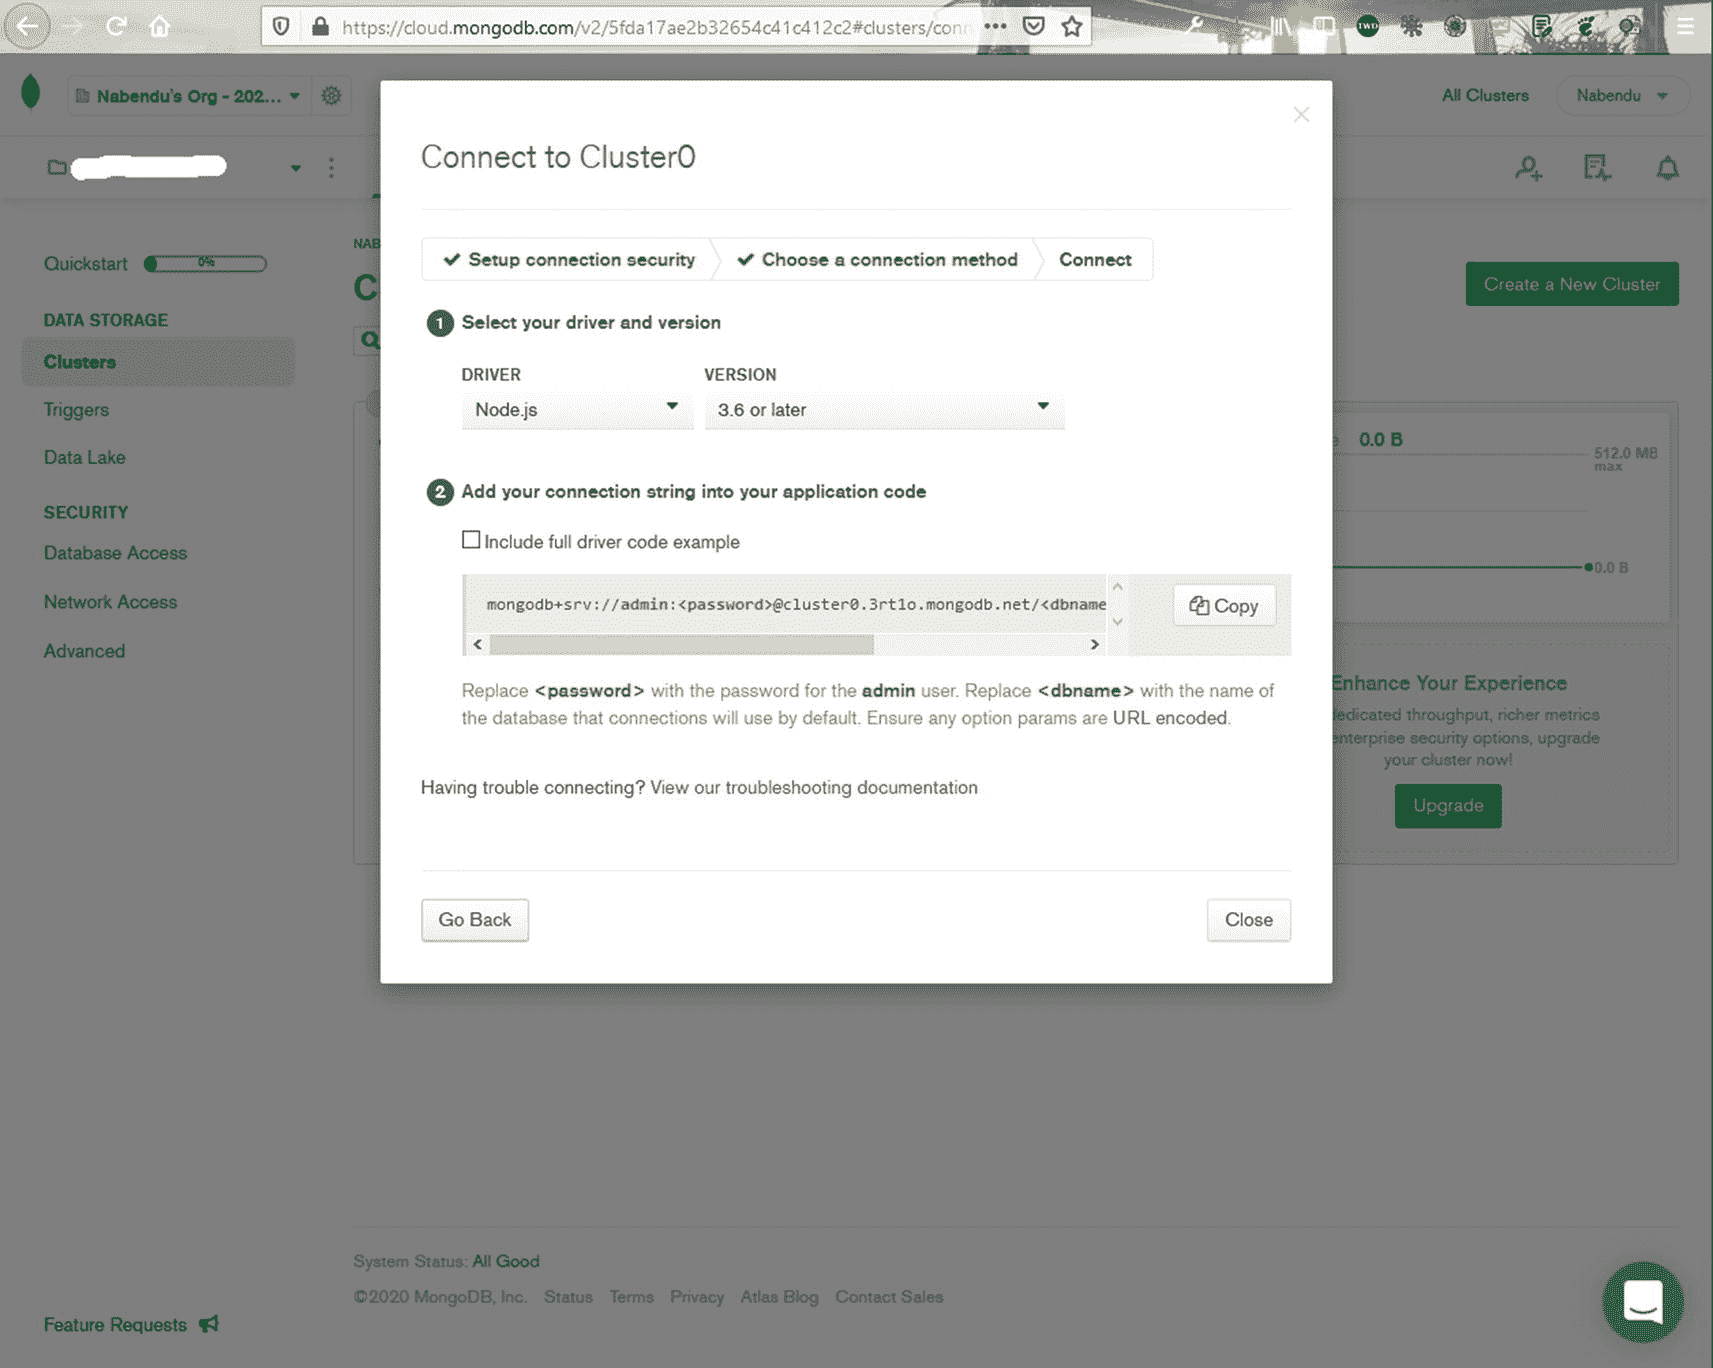 https://cloud.mongodb.com/v2/5fda17ae2b32654c41c412c2#clusters/conn
IWD
Nabendu's Org - 202...
All Clusters
Nabendu
Connect to Cluster0
Setup connection security
Choose a connection method
Connect
NAB
Quickstart
0%
C
Create a New Cluster
1 Select your driver and version
DATA STORAGE
Clusters
DRIVER
VERSION
Node.js
3.6 or later
Triggers
Data Lake
0.0 B
512.0 MB
max
2 Add your connection string into your application code
SECURITY
Database Access
Network Access
Advanced
Include full driver code example
0.0 B
mongodb+srv://admin:<password>@cluster0.3rt1o.mongodb.net/<dbname
Copy
Replace <password> with the password for the admin user. Replace <dbname> with the name of
the database that connections will use by default. Ensure any option params are URL encoded.
Enhance Your Experience
dedicated throughput, richer metrics
enterprise security options, upgrade
your cluster now!
Upgrade
Having trouble connecting? View our troubleshooting documentation
Go Back
Close
System Status: All Good
©2020 MongoDB, Inc. Status Terms Privacy Atlas Blog Contact Sales
Feature Requests